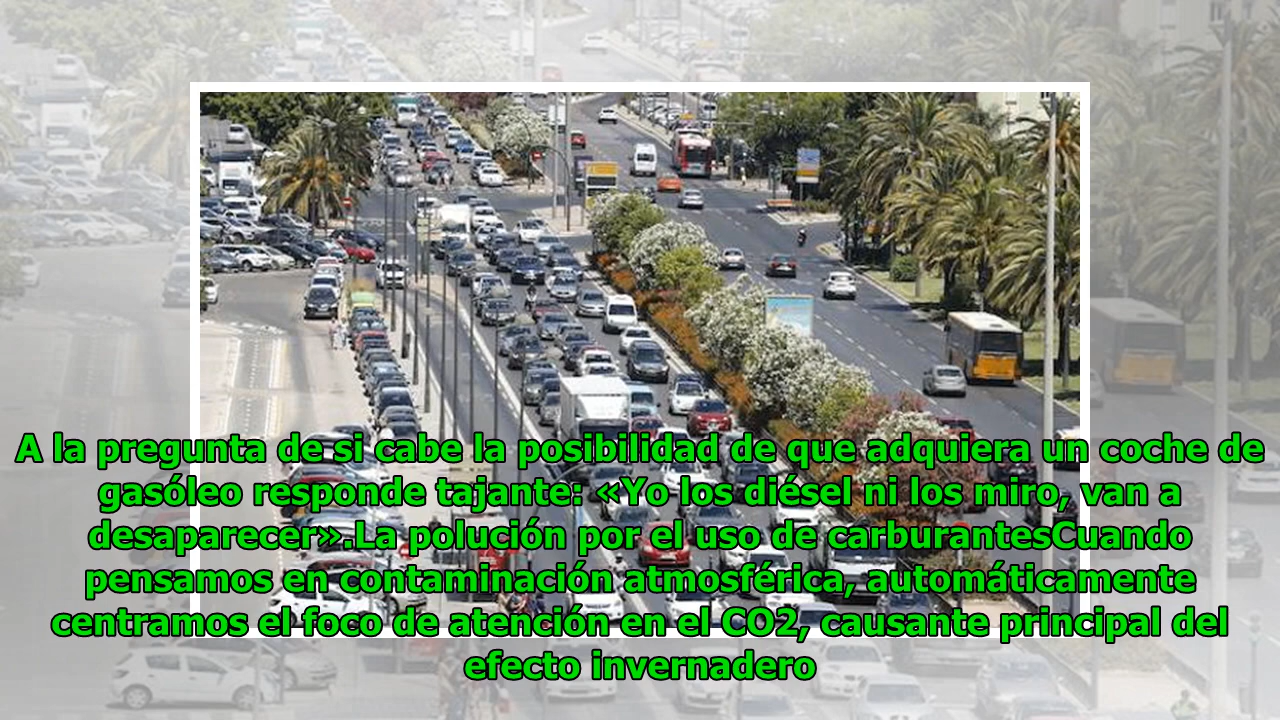 A la pregunta de si cabe la posibilidad de que adquiera un coche de
gasóleo responde tajante: «Yo los diésel ni los miro, van a
desaparecer».La polución por el uso de carburantesCuando
pensamos en contaminación atmosférica, automáticamente
centramos el foco de atención en el CO2, causante principal del
efecto invernadero